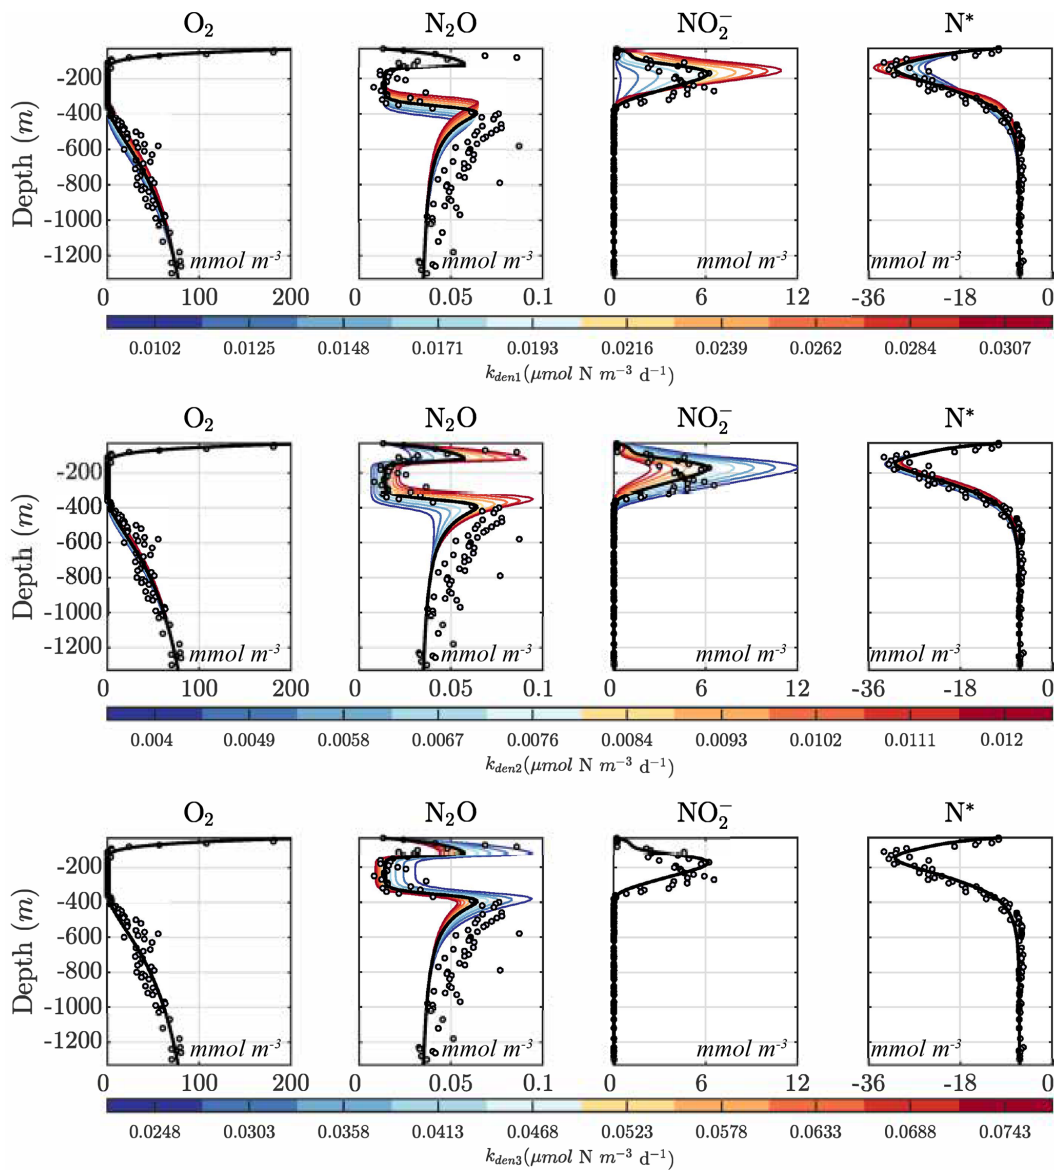 O₂ N₂O NO₂⁻ N*
Depth (m)
-200
-400
-600
-800
-1000
-1200
mmol m⁻³ mmol m⁻³ mmol m⁻³ mmol m⁻³
0 100 200 0 0.05 0.1 0 6 12 -36 -18 0
0.0102 0.0125 0.0148 0.0171 0.0193 0.0216 0.0239 0.0262 0.0284 0.0307
k_den1(μmol N m⁻³ d⁻¹)
O₂ N₂O NO₂⁻ N*
Depth (m)
-200
-400
-600
-800
-1000
-1200
mmol m⁻³ mmol m⁻³ mmol m⁻³ mmol m⁻³
0 100 200 0 0.05 0.1 0 6 12 -36 -18 0
0.004 0.0049 0.0058 0.0067 0.0076 0.0084 0.0093 0.0102 0.0111 0.012
k_den2(μmol N m⁻³ d⁻¹)
O₂ N₂O NO₂⁻ N*
Depth (m)
-200
-400
-600
-800
-1000
-1200
mmol m⁻³ mmol m⁻³ mmol m⁻³ mmol m⁻³
0 100 200 0 0.05 0.1 0 6 12 -36 -18 0
0.0248 0.0303 0.0358 0.0413 0.0468 0.0523 0.0578 0.0633 0.0688 0.0743
k_den3(μmol N m⁻³ d⁻¹)